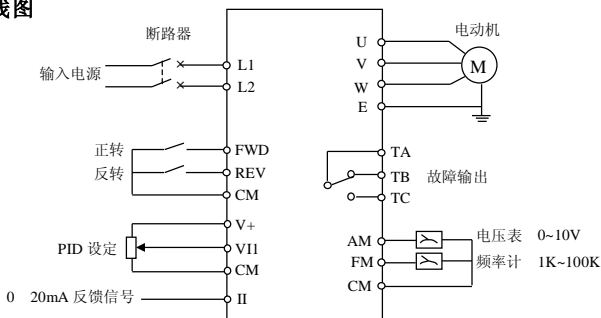 线图
断路器
输入电源
L1
L2
正转
FWD
反转
REV
CM
V+
PID 设定
VI1
CM
0 20mA 反馈信号
II
电动机
U
V
W
E
M
TA
TB
故障输出
TC
AM
电压表 0~10V
FM
频率计 1K~100K
CM